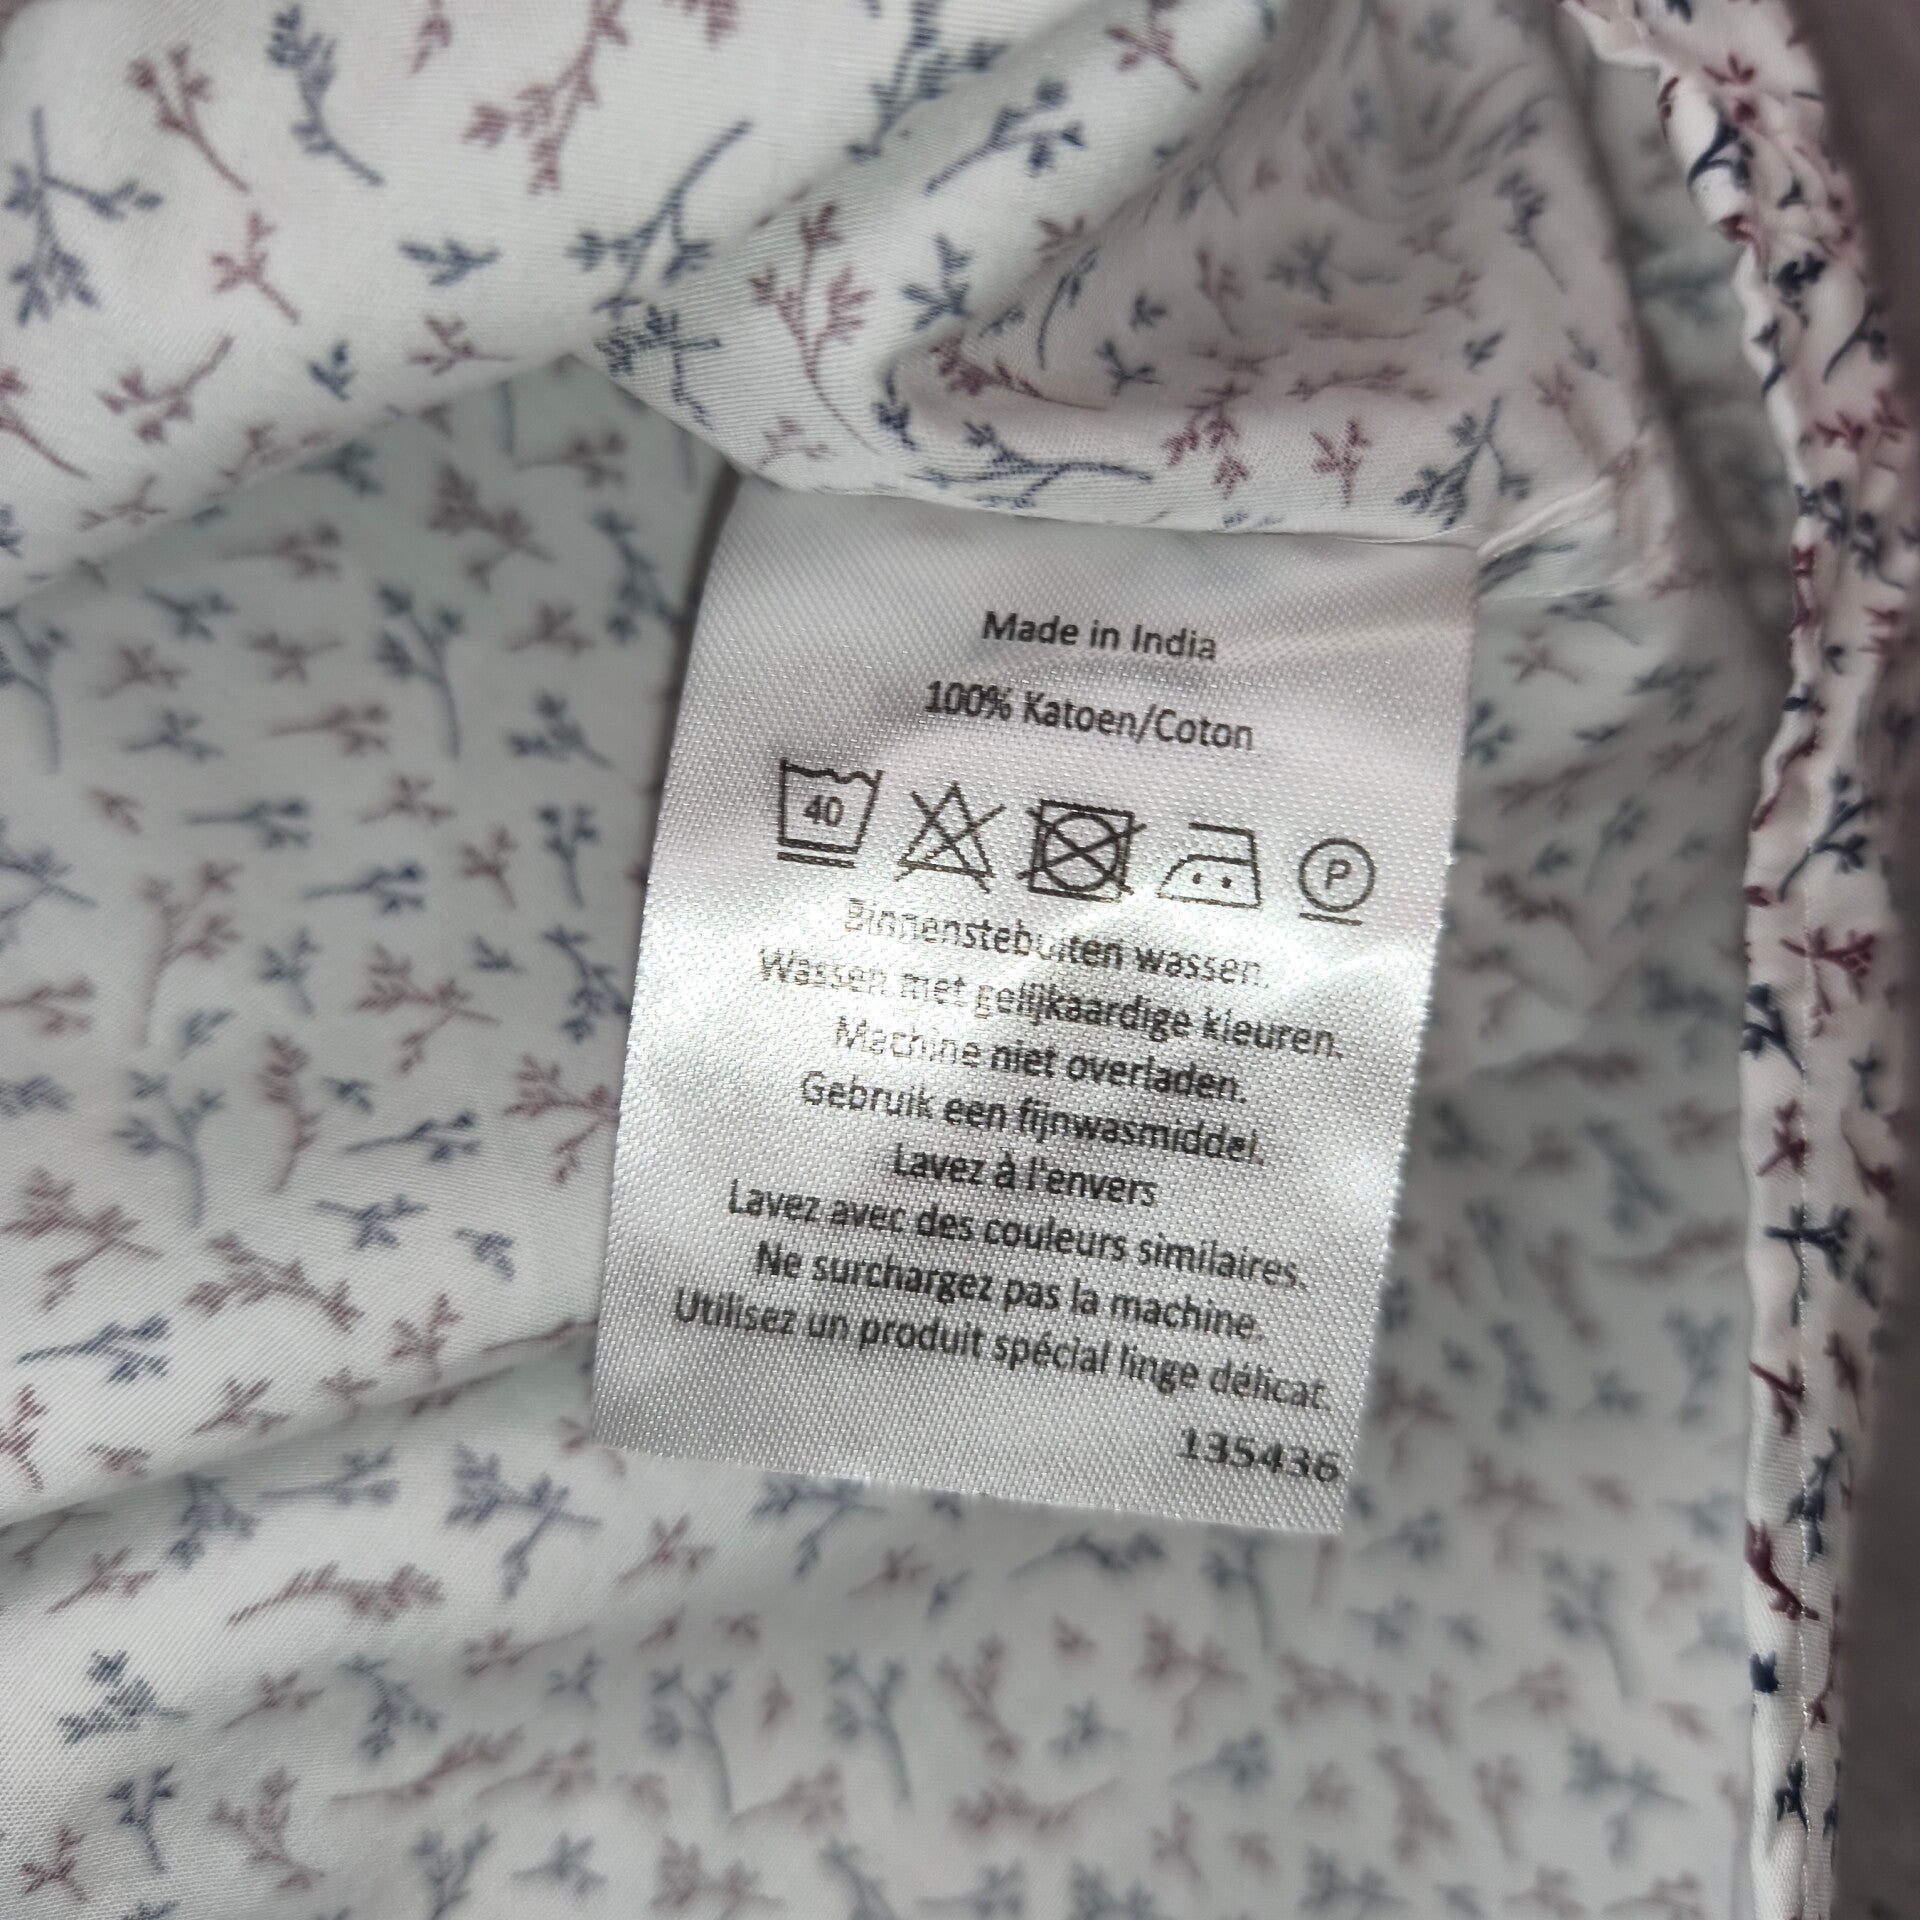 Made in India
100% Katoen/Coton
40
P
Binnenstebuiten wassen.
Wassen met gelijkaardige kleuren.
Machine niet overladen.
Gebruik een fijnwasmiddel.
Lavez à l'envers
Lavez avec des couleurs similaires.
Ne surchargez pas la machine.
Utilisez un produit spécial linge délicat.
135436